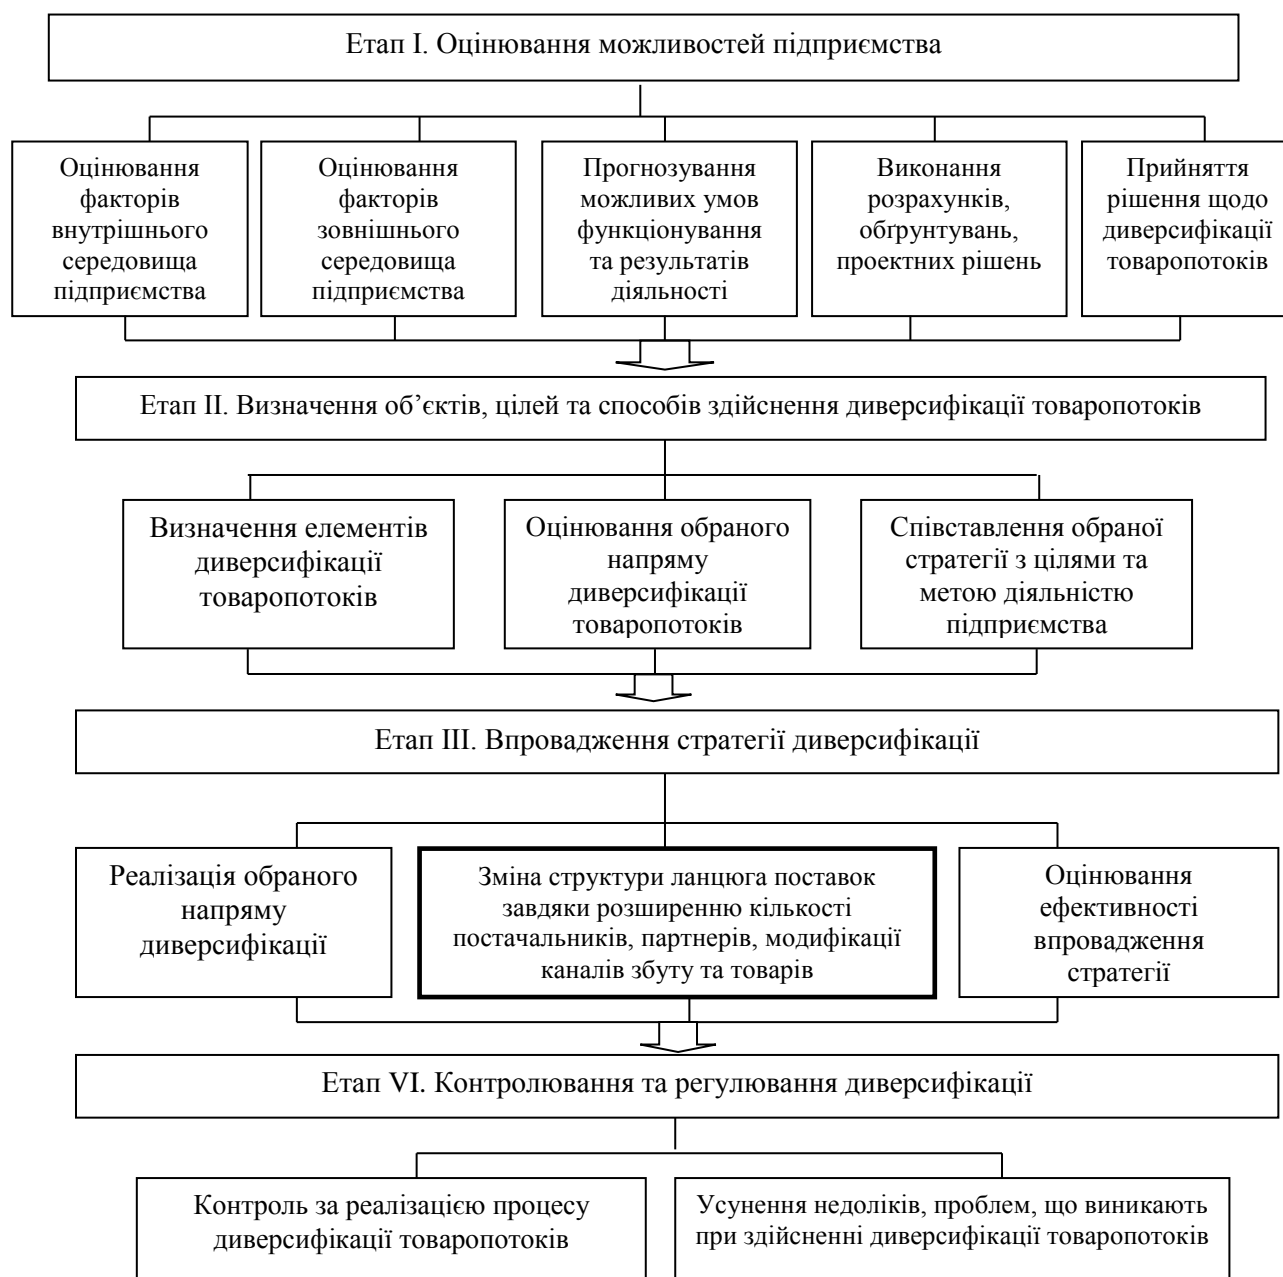 Етап I. Оцінювання можливостей підприємства
Оцінювання
факторів
внутрішнього
середовища
підприємства
Оцінювання
факторів
зовнішнього
середовища
підприємства
Прогнозування
можливих умов
функціонування
та результатів
діяльності
Виконання
розрахунків,
обґрунтувань,
проектних рішень
Прийняття
рішення щодо
диверсифікації
товаропотоків
Етап II. Визначення об’єктів, цілей та способів здійснення диверсифікації товаропотоків
Визначення елементів
диверсифікації
товаропотоків
Оцінювання обраного
напряму
диверсифікації
товаропотоків
Співставлення обраної
стратегії з цілями та
метою діяльністю
підприємства
Етап III. Впровадження стратегії диверсифікації
Реалізація обраного
напряму
диверсифікації
Зміна структури ланцюга поставок
завдяки розширенню кількості
постачальників, партнерів, модифікації
каналів збуту та товарів
Оцінювання
ефективності
впровадження
стратегії
Етап VI. Контролювання та регулювання диверсифікації
Контроль за реалізацією процесу
диверсифікації товаропотоків
Усунення недоліків, проблем, що виникають
при здійсненні диверсифікації товаропотоків